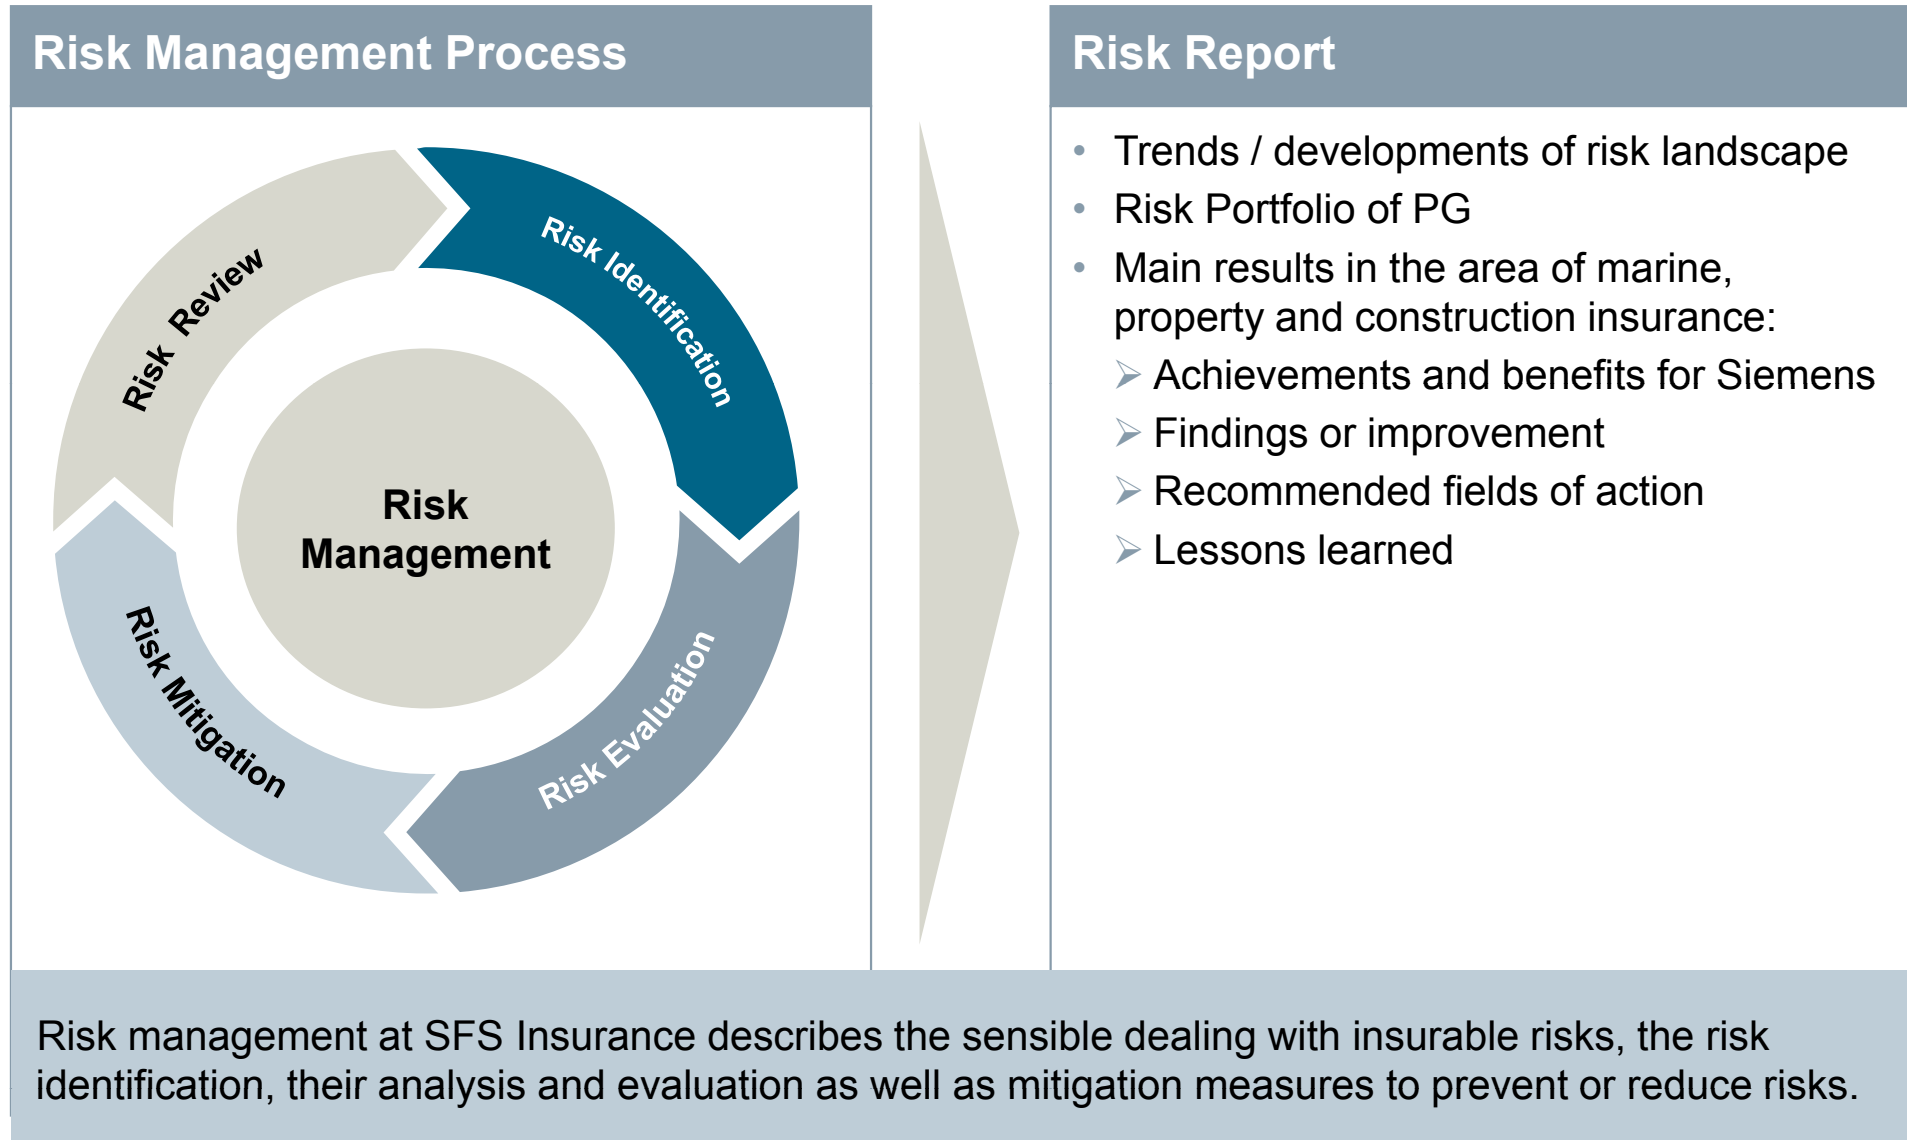 Risk Management Process
Risk Identification
Risk Evaluation
Risk Mitigation
Risk Review
Risk
Management
Risk Report
• Trends / developments of risk landscape
• Risk Portfolio of PG
• Main results in the area of marine,
property and construction insurance:
➢ Achievements and benefits for Siemens
➢ Findings or improvement
➢ Recommended fields of action
➢ Lessons learned
Risk management at SFS Insurance describes the sensible dealing with insurable risks, the risk
identification, their analysis and evaluation as well as mitigation measures to prevent or reduce risks.